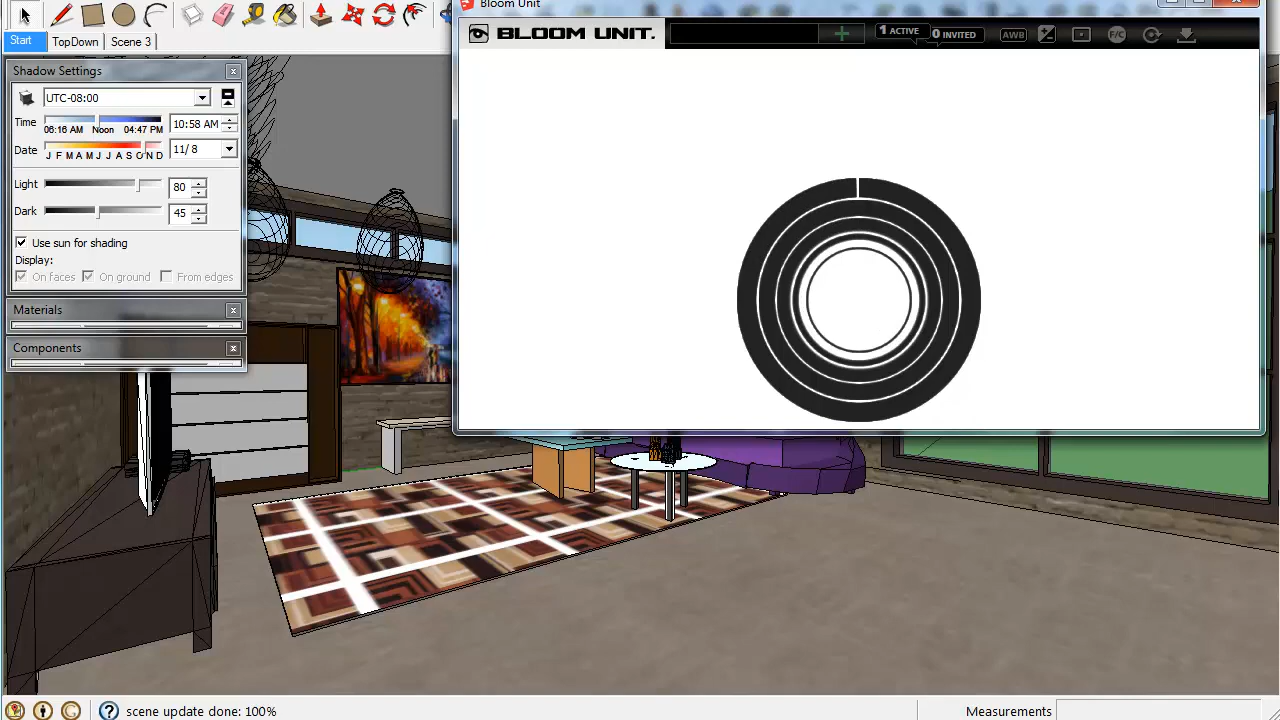 Bloom Unit
BLOOM UNIT.
1 ACTIVE
0 INVITED
AWB
F/C
Start
TopDown
Scene 3
Shadow Settings
UTC-08:00
Time
06:16 AM Noon 04:47 PM
10:58 AM
Date
J F M A M J J A S O N D
11/ 8
Light
80
Dark
45
Use sun for shading
Display:
On faces
On ground
From edges
Materials
Components
scene update done: 100%
Measurements